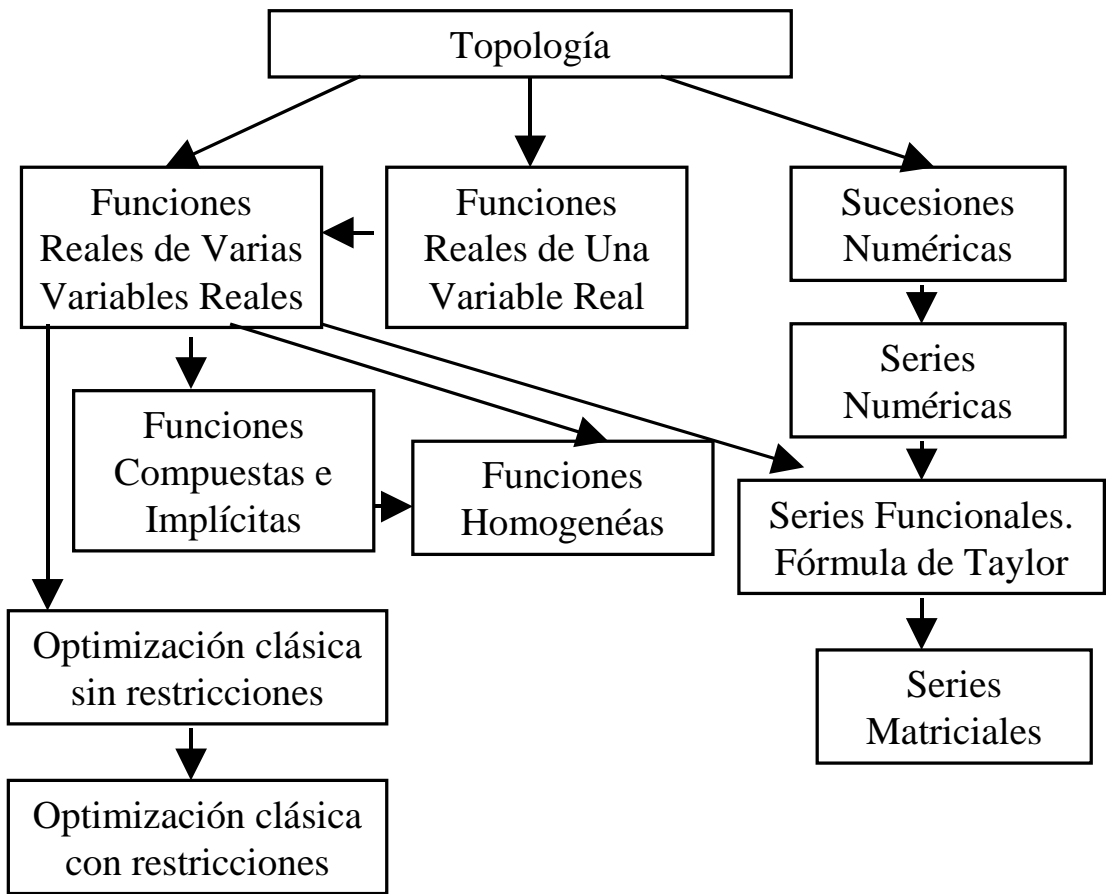 Topología
Funciones
Reales de Varias
Variables Reales
Funciones
Reales de Una
Variable Real
Sucesiones
Numéricas
Series
Numéricas
Funciones
Compuestas e
Implícitas
Funciones
Homogenéas
Series Funcionales.
Fórmula de Taylor
Optimización clásica
sin restricciones
Series
Matriciales
Optimización clásica
con restricciones